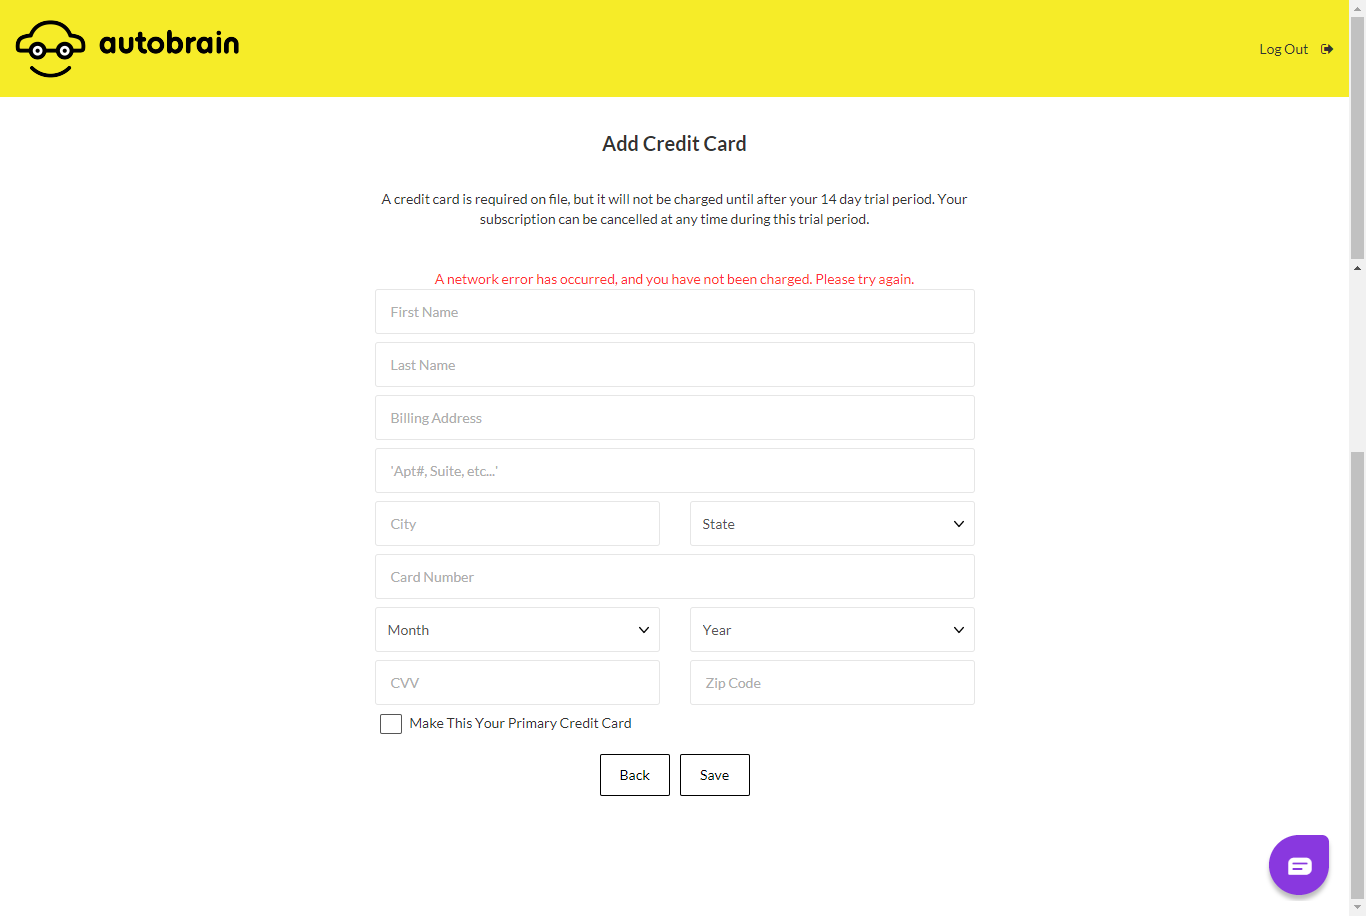 autobrain
Log Out
Add Credit Card
A credit card is required on file, but it will not be charged until after your 14 day trial period. Your
subscription can be cancelled at any time during this trial period.
A network error has occurred, and you have not been charged. Please try again.
First Name
Last Name
Billing Address
'Apt#, Suite, etc...'
City
State
Card Number
Month
Year
CVV
Zip Code
Make This Your Primary Credit Card
Back
Save